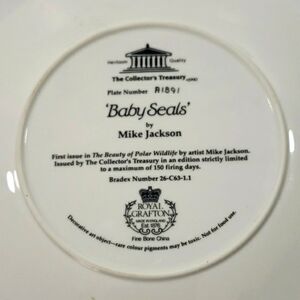 Heirloom Quality
The Collector's Treasury
Plate Number A1891
'Baby Seals'
by
Mike Jackson
First issue in The Beauty of Polar Wildlife by artist Mike Jackson.
Issued by The Collector's Treasury in an edition strictly limited
to a maximum of 150 firing days.
Bradex Number 26-C63-1.1
ROYAL
GRAFTON
MADE IN ENGLAND
Est. 1876
Fine Bone China
Decorative art object—rare colour pigments may be toxic. Not for food use.